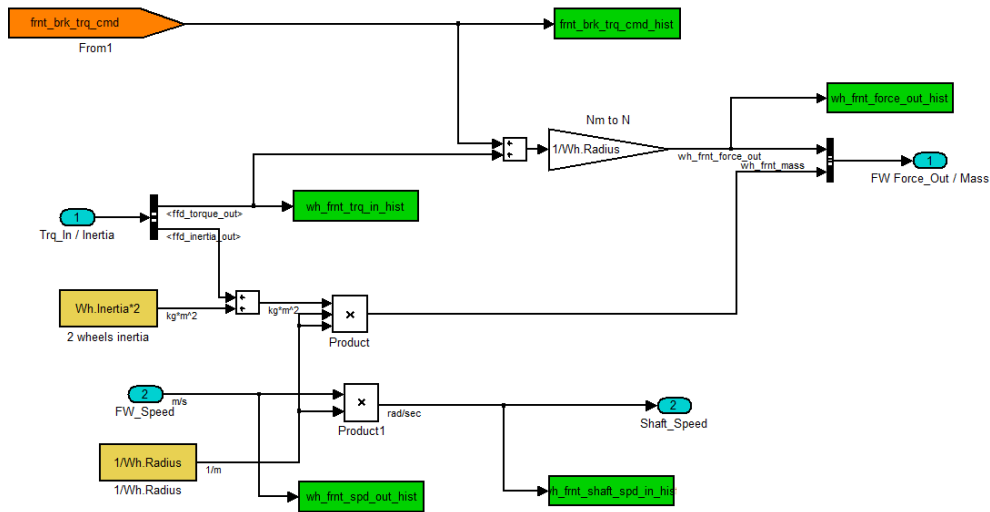 frnt_brk_trq_cmd
From1
frnt_brk_trq_cmd_hist
wh_frnt_force_out_hist
Nm to N
1/Wh.Radius
wh_frnt_force_out
wh_frnt_mass
1
FW Force_Out / Mass
1
Trq_In / Inertia
<ffd_torque_out>
<ffd_inertia_out>
wh_frnt_trq_in_hist
Wh.Inertia*2
kg*m^2
2 wheels inertia
kg*m^2
×
Product
2
FW_Speed
m/s
×
Product1
rad/sec
2
Shaft_Speed
1/Wh.Radius
1/m
1/Wh.Radius
wh_frnt_spd_out_hist
wh_frnt_shaft_spd_in_hist